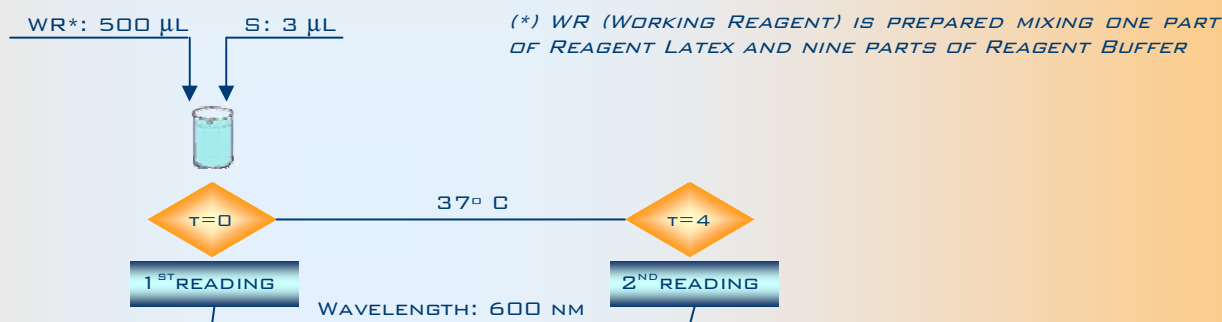 WR*: 500 µL
S: 3 µL
(*) WR (WORKING REAGENT) IS PREPARED MIXING ONE PART
OF REAGENT LATEX AND NINE PARTS OF REAGENT BUFFER
37º C
T=0
T=4
1ST READING
2ND READING
WAVELENGTH: 600 NM